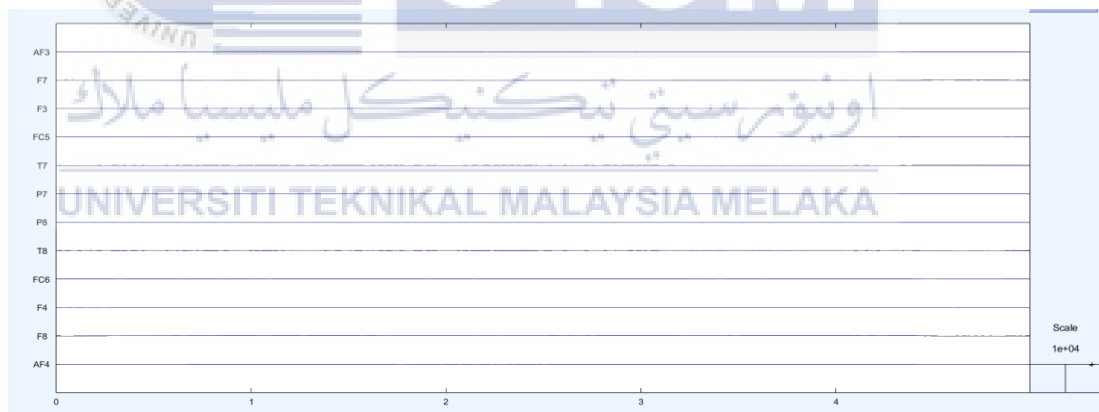 AF3
F7
F3
FC5
T7
P7
P8
T8
FC6
F4
F8
AF4
0 1 2 3 4
Scale
1e+04
اونيۏرسيتي تيكنيكل مليسيا ملاك
UNIVERSITI TEKNIKAL MALAYSIA MELAKA